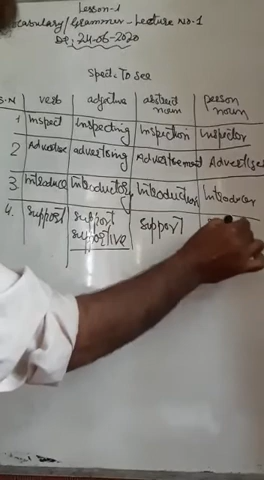 Lesson-1
Vocabulary/Grammer-Lecture No.1
Dt, 24-06-2020
Spect: To see
S.N verb adjective abstract noun person noun
1 Inspect Inspecting Inspection Inspector
2 Advertise advertising Advertisement Advertiser
3. Introduce Introductory Introduction Introducer
4. Support Support Supportive Support